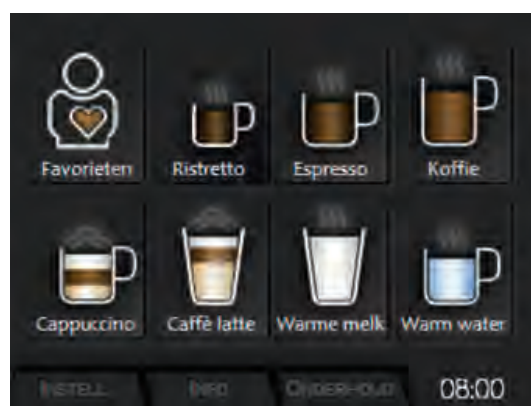 Favorieten Ristretto Espresso Koffie
Cappuccino Caffè latte Warme melk Warm water
INSTELL. INFO ONDERHOUD 08:00